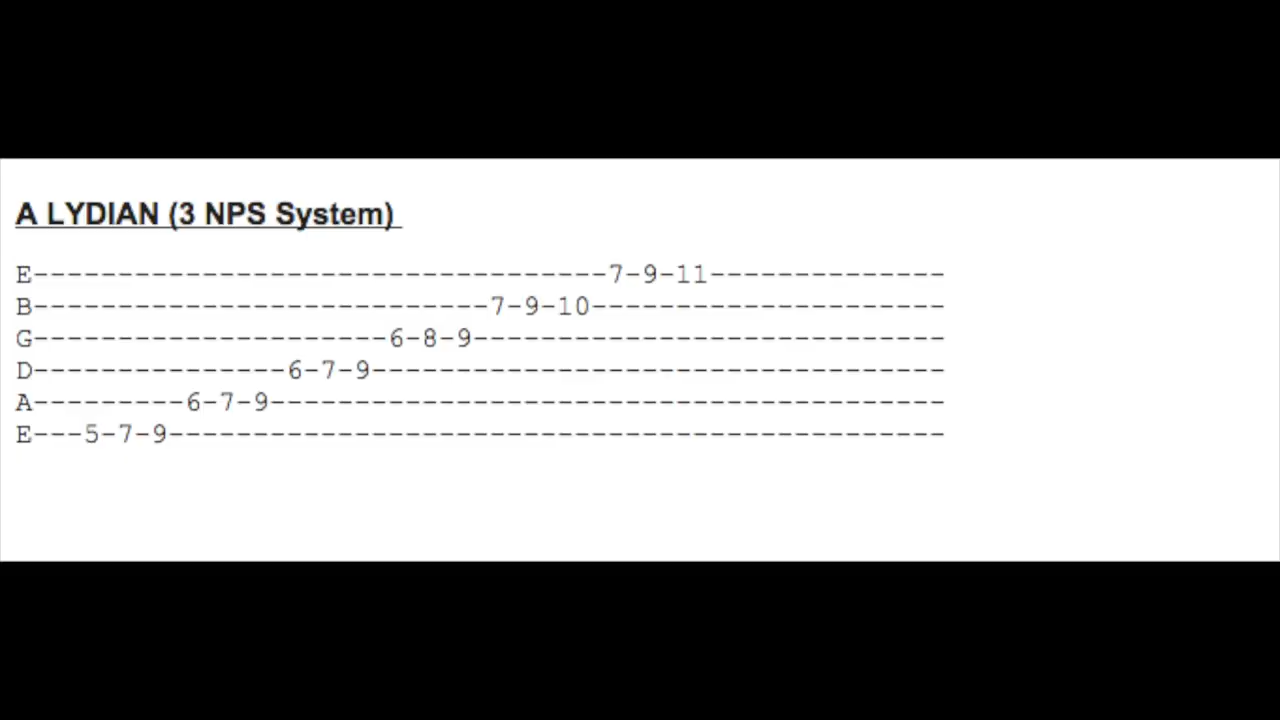 A LYDIAN (3 NPS System)
E----------------------------------7-9-11--------------
B---------------------------7-9-10---------------------
G---------------------6-8-9----------------------------
D---------------6-7-9----------------------------------
A---------6-7-9----------------------------------------
E---5-7-9----------------------------------------------